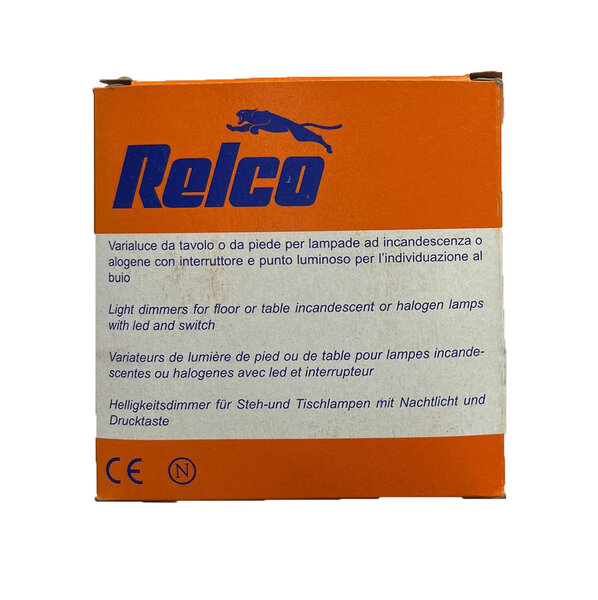 Relco
Varialuce da tavolo o da piede per lampade ad incandescenza o
alogene con interruttore e punto luminoso per l'individuazione al
buio
Light dimmers for floor or table incandescent or halogen lamps
with led and switch
Variateurs de lumière de pied ou de table pour lampes incande-
scentes ou halogenes avec led et interrupteur
Helligkeitsdimmer für Steh-und Tischlampen mit Nachtlicht und
Drucktaste
CE N